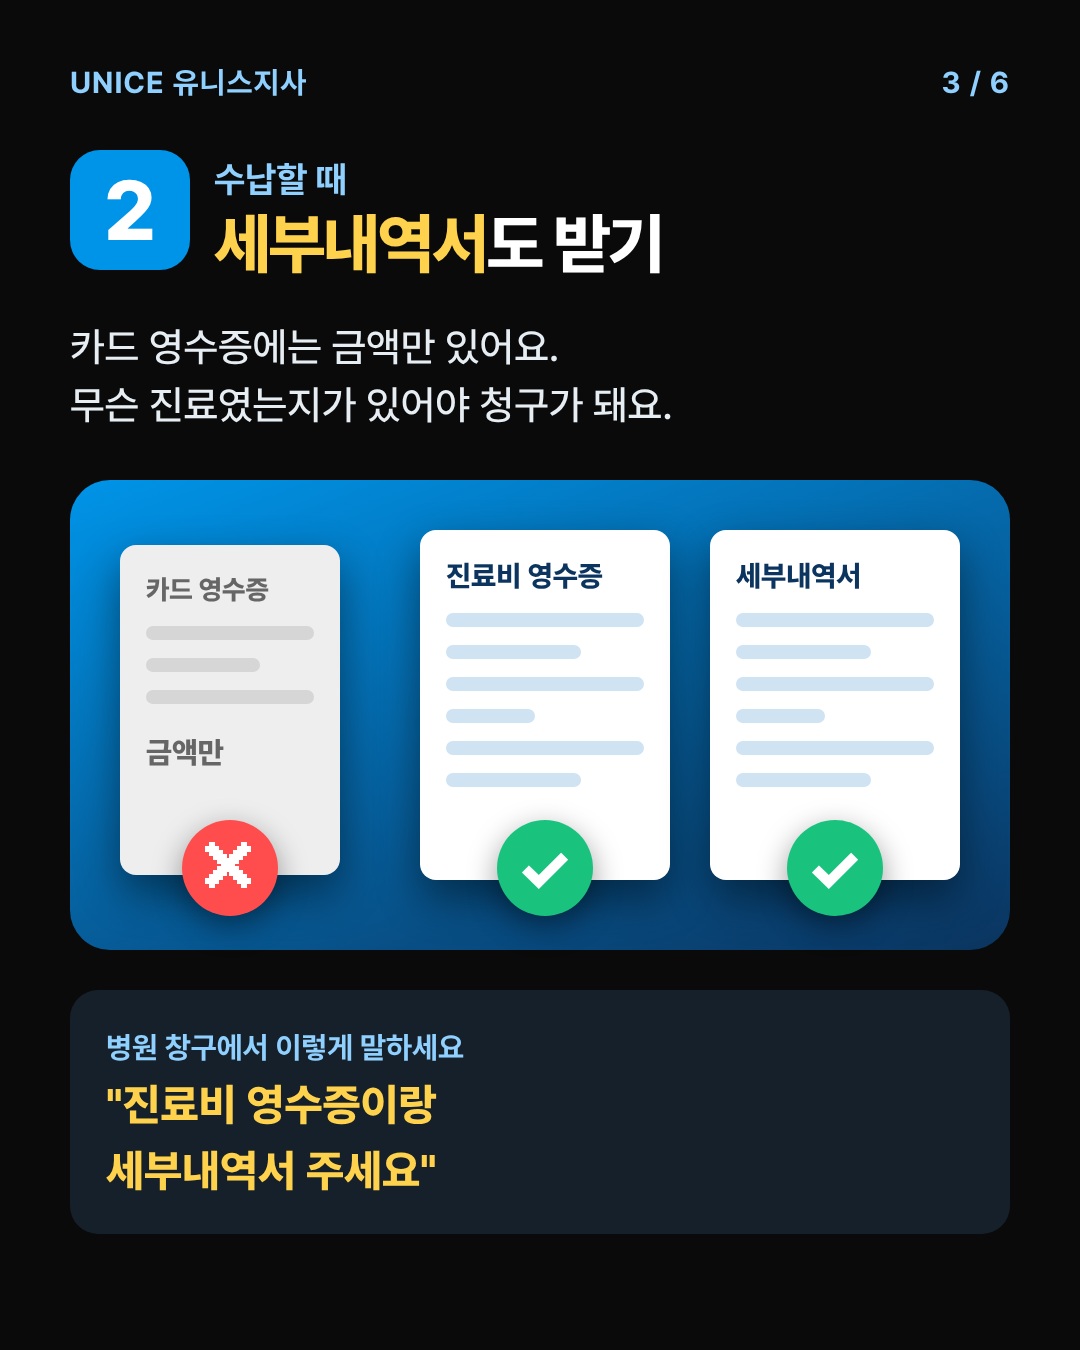 UNICE 유니스지사
3 / 6
2
수납할 때
세부내역서도 받기
카드 영수증에는 금액만 있어요.
무슨 진료였는지가 있어야 청구가 돼요.
카드 영수증
금액만
진료비 영수증
세부내역서
병원 창구에서 이렇게 말하세요
"진료비 영수증이랑
세부내역서 주세요"